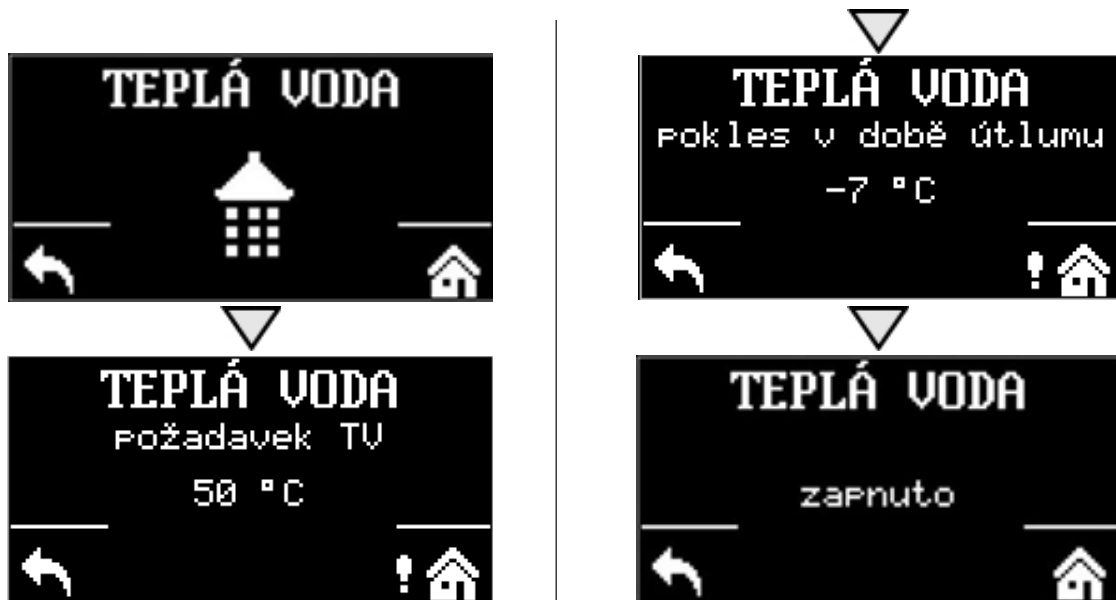 TEPLÁ VODA
TEPLÁ VODA
požadavek TV
50 °C
!
TEPLÁ VODA
pokles v době útlumu
-7 °C
!
TEPLÁ VODA
zapnuto